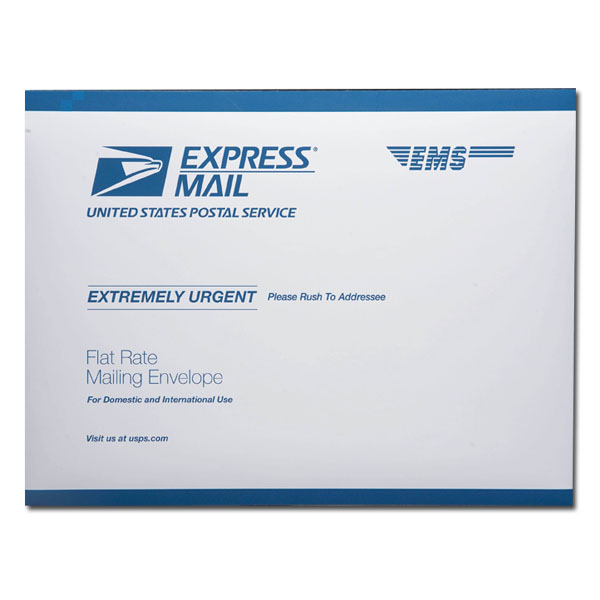 EXPRESS®
MAIL
UNITED STATES POSTAL SERVICE
EMS
EXTREMELY URGENT Please Rush To Addressee
Flat Rate
Mailing Envelope
For Domestic and International Use
Visit us at usps.com